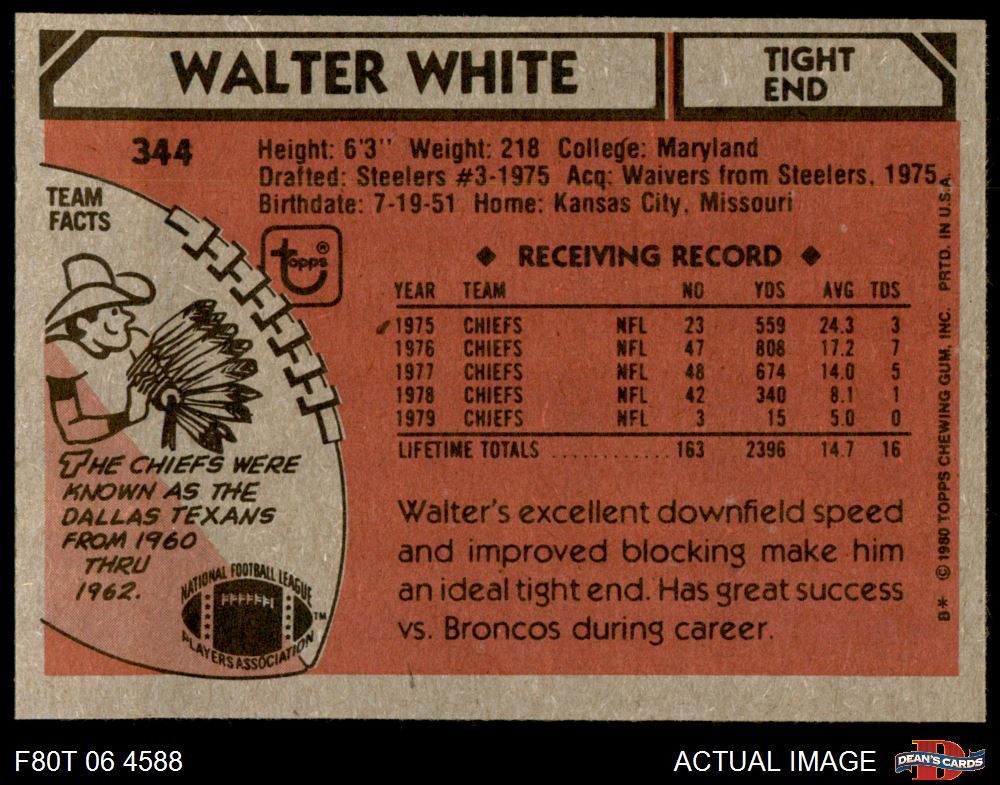 WALTER WHITE
TIGHT
END
344
Height: 6'3" Weight: 218 College: Maryland
Drafted: Steelers #3-1975 Acq: Waivers from Steelers, 1975.
Birthdate: 7-19-51 Home: Kansas City, Missouri
TEAM
FACTS
topps®
◆ RECEIVING RECORD ◆
YEAR TEAM NO YDS AVG TDS
1975 CHIEFS NFL 23 559 24.3 3
1976 CHIEFS NFL 47 808 17.2 7
1977 CHIEFS NFL 48 674 14.0 5
1978 CHIEFS NFL 42 340 8.1 1
1979 CHIEFS NFL 3 15 5.0 0
LIFETIME TOTALS ............ 163 2396 14.7 16
THE CHIEFS WERE
KNOWN AS THE
DALLAS TEXANS
FROM 1960
THRU
1962.
NATIONAL FOOTBALL LEAGUE
PLAYERS ASSOCIATION
TM
Walter's excellent downfield speed
and improved blocking make him
an ideal tight end. Has great success
vs. Broncos during career.
B* © 1980 TOPPS CHEWING GUM, INC. PRTD. IN U.S.A.
F80T 06 4588
ACTUAL IMAGE
D
DEAN'S CARDS